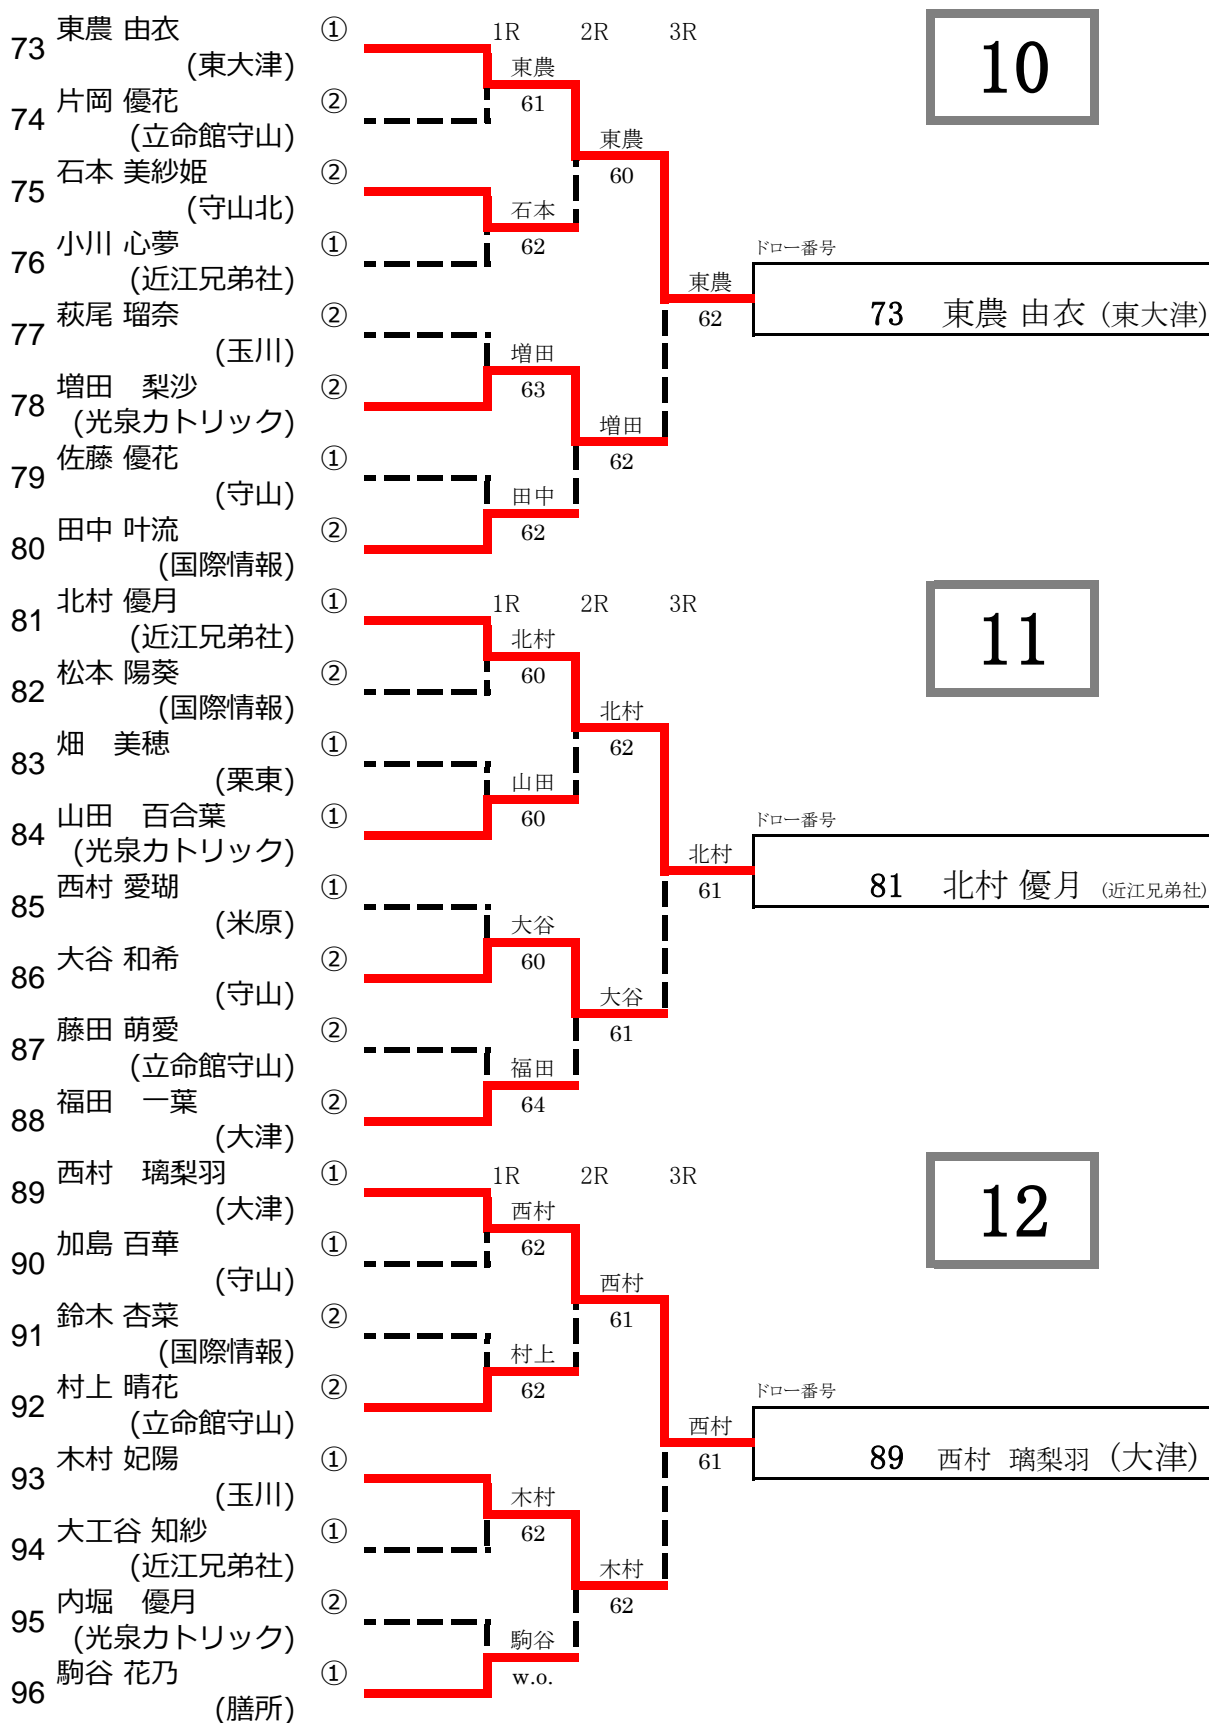 73 東農 由衣 ①
(東大津)
74 片岡 優花 ②
(立命館守山)
75 石本 美紗姫 ②
(守山北)
76 小川 心夢 ①
(近江兄弟社)
77 萩尾 瑠奈 ②
(玉川)
78 増田 梨沙 ②
(光泉カトリック)
79 佐藤 優花 ①
(守山)
80 田中 叶流 ②
(国際情報)
1R 2R 3R
東農
61
石本
62
増田
63
田中
62
東農
60
増田
62
東農
62
10
ドロー番号
73 東農 由衣 (東大津)
81 北村 優月 ①
(近江兄弟社)
82 松本 陽葵 ②
(国際情報)
83 畑 美穂 ①
(栗東)
84 山田 百合葉 ①
(光泉カトリック)
85 西村 愛瑚 ①
(米原)
86 大谷 和希 ②
(守山)
87 藤田 萌愛 ②
(立命館守山)
88 福田 一葉 ②
(大津)
1R 2R 3R
北村
60
山田
60
大谷
60
福田
64
北村
62
大谷
61
北村
61
11
ドロー番号
81 北村 優月 (近江兄弟社)
89 西村 璃梨羽 ①
(大津)
90 加島 百華 ①
(守山)
91 鈴木 杏菜 ②
(国際情報)
92 村上 晴花 ②
(立命館守山)
93 木村 妃陽 ①
(玉川)
94 大工谷 知紗 ①
(近江兄弟社)
95 内堀 優月 ②
(光泉カトリック)
96 駒谷 花乃 ①
(膳所)
1R 2R 3R
西村
62
村上
62
木村
62
駒谷
w.o.
西村
61
木村
62
西村
61
12
ドロー番号
89 西村 璃梨羽 (大津)